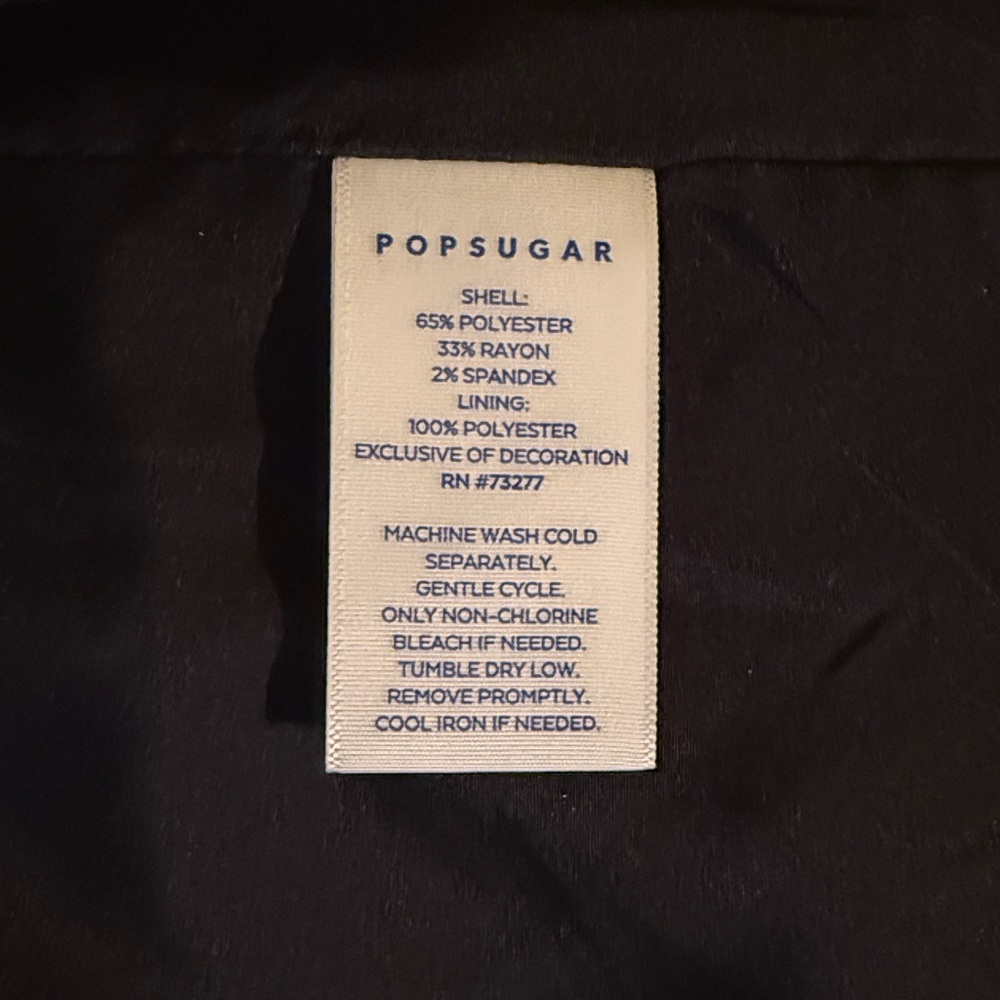 POPSUGAR
SHELL:
65% POLYESTER
33% RAYON
2% SPANDEX
LINING:
100% POLYESTER
EXCLUSIVE OF DECORATION
RN #73277
MACHINE WASH COLD
SEPARATELY.
GENTLE CYCLE.
ONLY NON-CHLORINE
BLEACH IF NEEDED.
TUMBLE DRY LOW.
REMOVE PROMPTLY.
COOL IRON IF NEEDED.